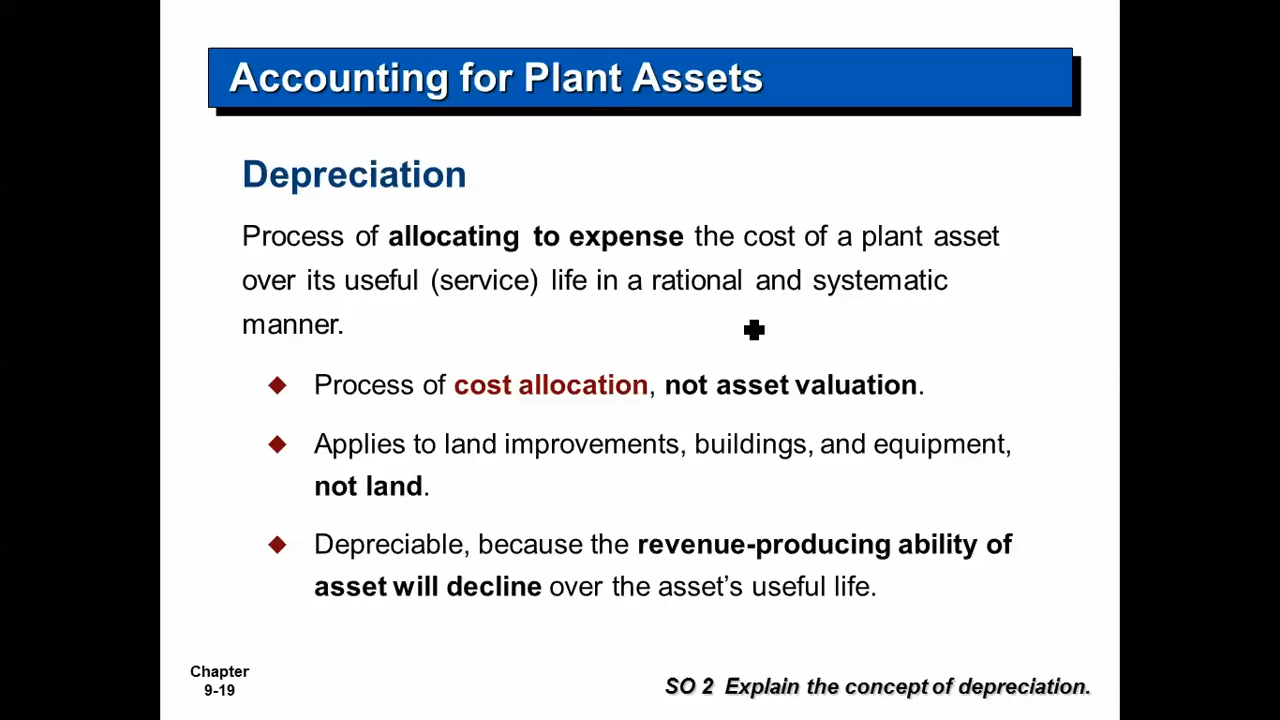 Accounting for Plant Assets
Depreciation
Process of allocating to expense the cost of a plant asset
over its useful (service) life in a rational and systematic
manner.
Process of cost allocation, not asset valuation.
Applies to land improvements, buildings, and equipment,
not land.
Depreciable, because the revenue-producing ability of
asset will decline over the asset's useful life.
Chapter
9-19
SO 2 Explain the concept of depreciation.